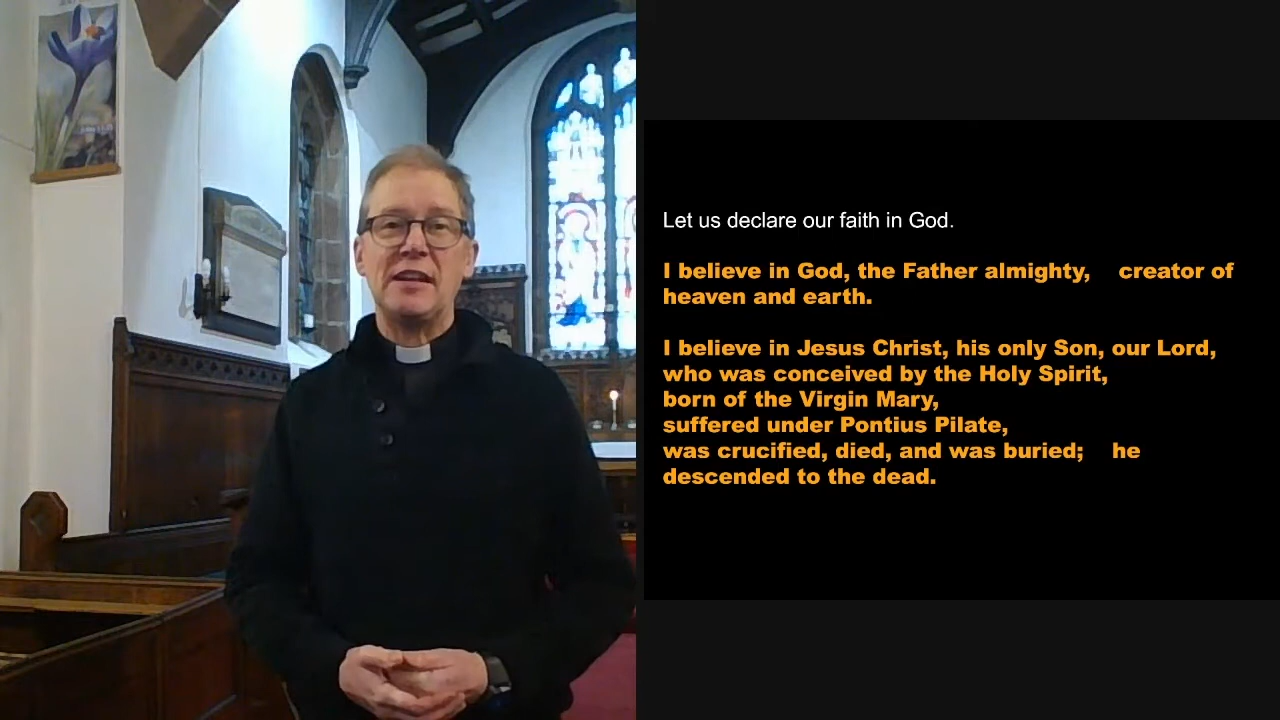 Let us declare our faith in God.
I believe in God, the Father almighty, creator of
heaven and earth.
I believe in Jesus Christ, his only Son, our Lord,
who was conceived by the Holy Spirit,
born of the Virgin Mary,
suffered under Pontius Pilate,
was crucified, died, and was buried; he
descended to the dead.